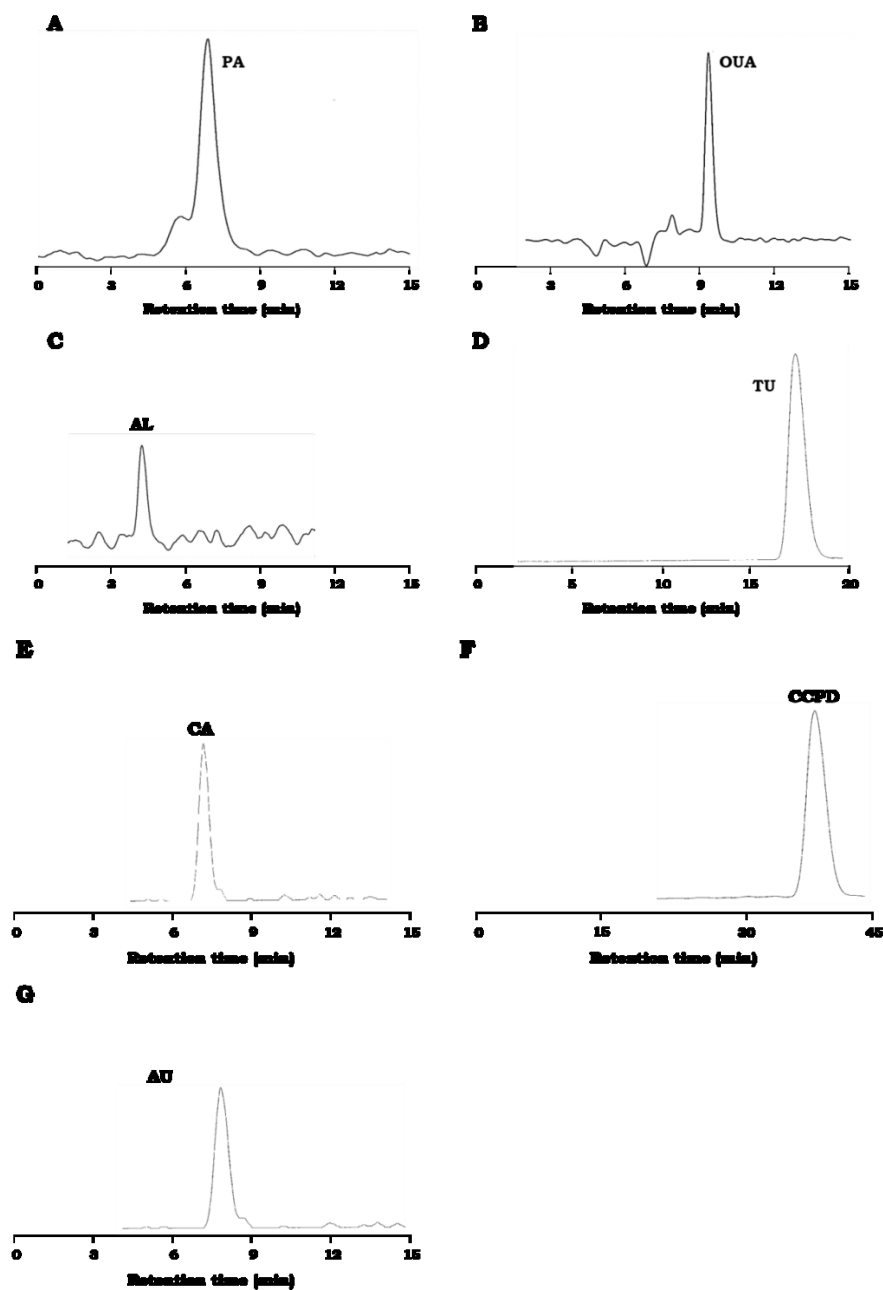 A
PA
0 3 6 9 12 15
Retention time (min)
B
OUA
0 3 6 9 12 15
Retention time (min)
C
AL
0 3 6 9 12 15
Retention time (min)
D
TU
0 5 10 15 20
Retention time (min)
E
CA
0 3 6 9 12 15
Retention time (min)
F
CCPD
0 15 30 45
Retention time (min)
G
AU
0 3 6 9 12 15
Retention time (min)